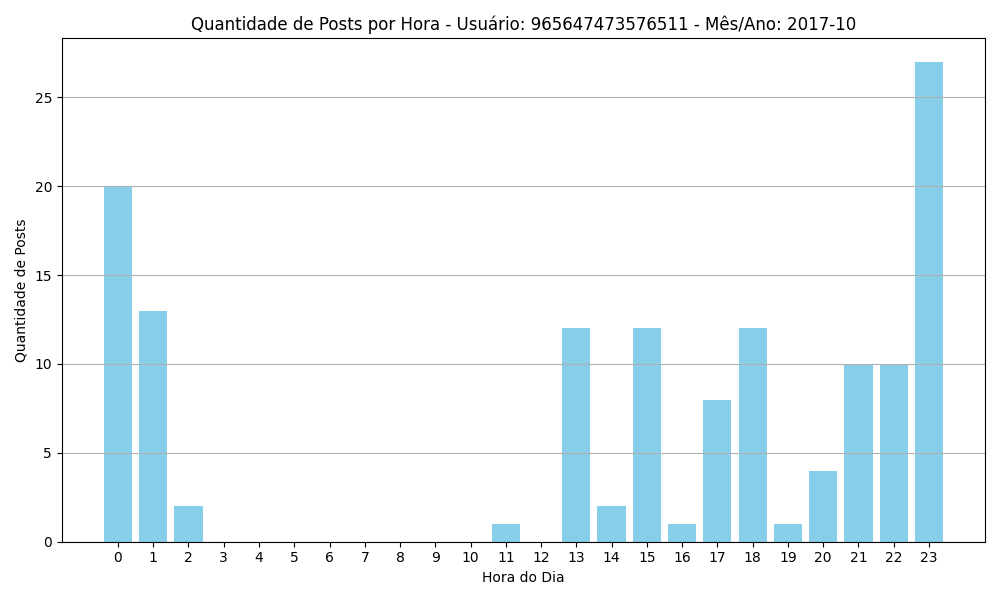 Quantidade de Posts por Hora - Usuário: 965647473576511 - Mês/Ano: 2017-10
Quantidade de Posts
25
20
15
10
5
0
0 1 2 3 4 5 6 7 8 9 10 11 12 13 14 15 16 17 18 19 20 21 22 23
Hora do Dia